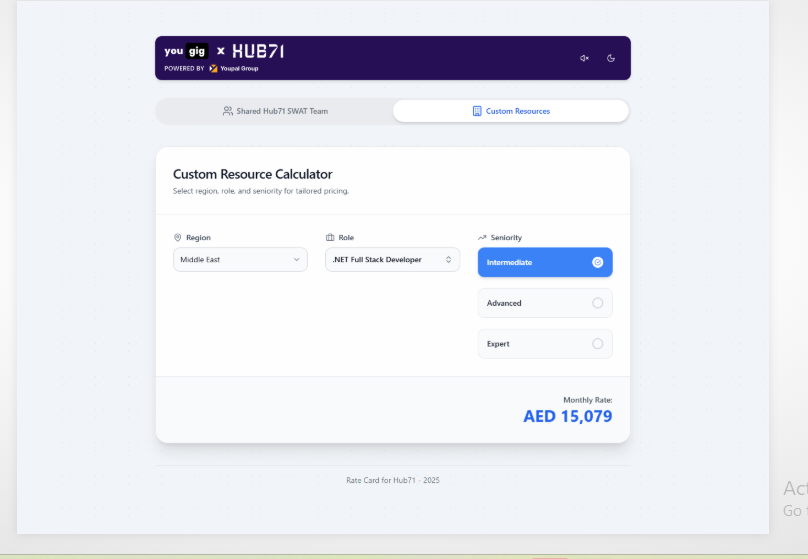 you gig x HUB71
POWERED BY Youpal Group
Shared Hub71 SWAT Team
Custom Resources
Custom Resource Calculator
Select region, role, and seniority for tailored pricing.
Region
Role
Seniority
Middle East
.NET Full Stack Developer
Intermediate
Advanced
Expert
Monthly Rate:
AED 15,079
Rate Card for Hub71 - 2025